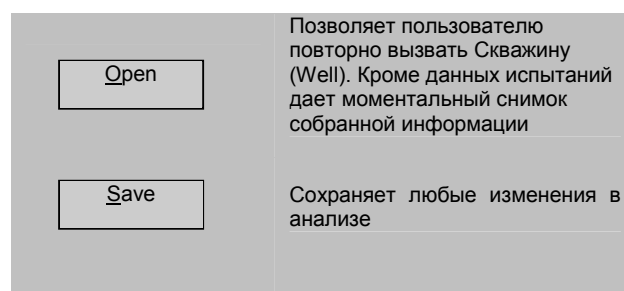 Open
Позволяет пользователю
повторно вызвать Скважину
(Well). Кроме данных испытаний
дает моментальный снимок
собранной информации
Save
Сохраняет любые изменения в
анализе